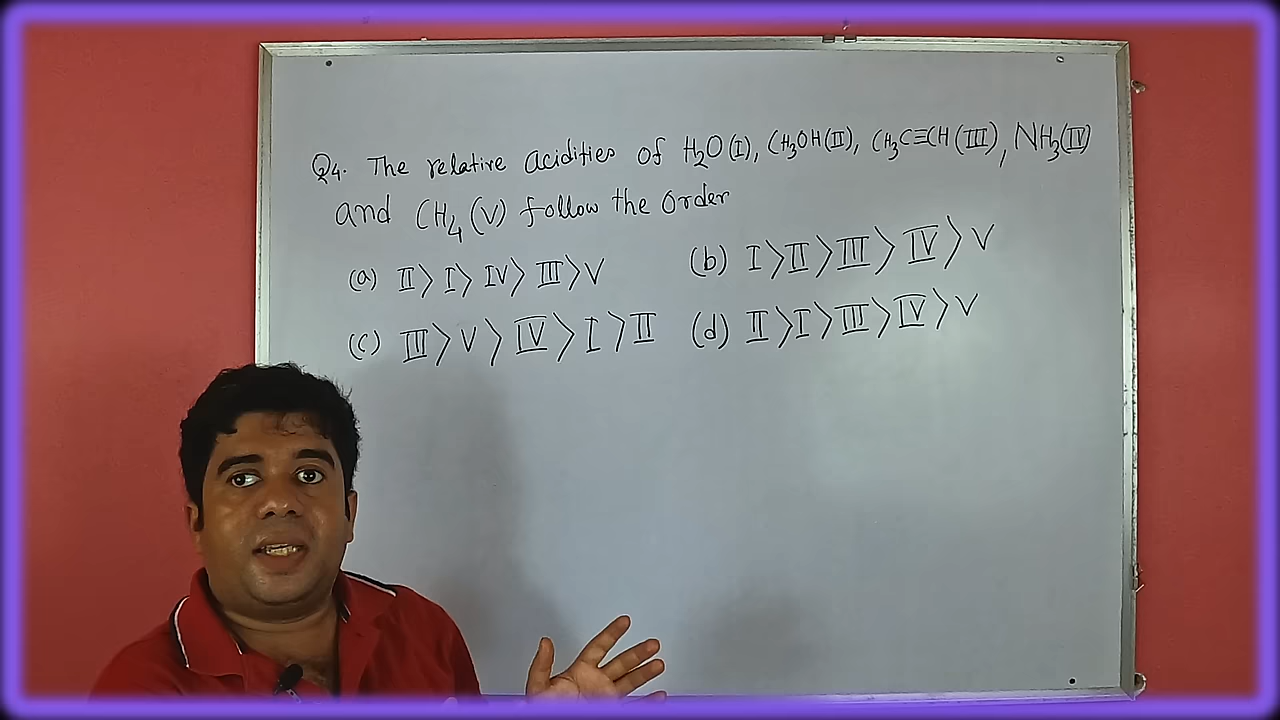 Q4. The relative acidities of H₂O(I), CH₃OH(II), CH₃C≡CH(III), NH₃(IV)
and CH₄(V) follow the order
(a) II > I > IV > III > V (b) I > II > III > IV > V
(c) III > V > IV > I > II (d) II > I > III > IV > V